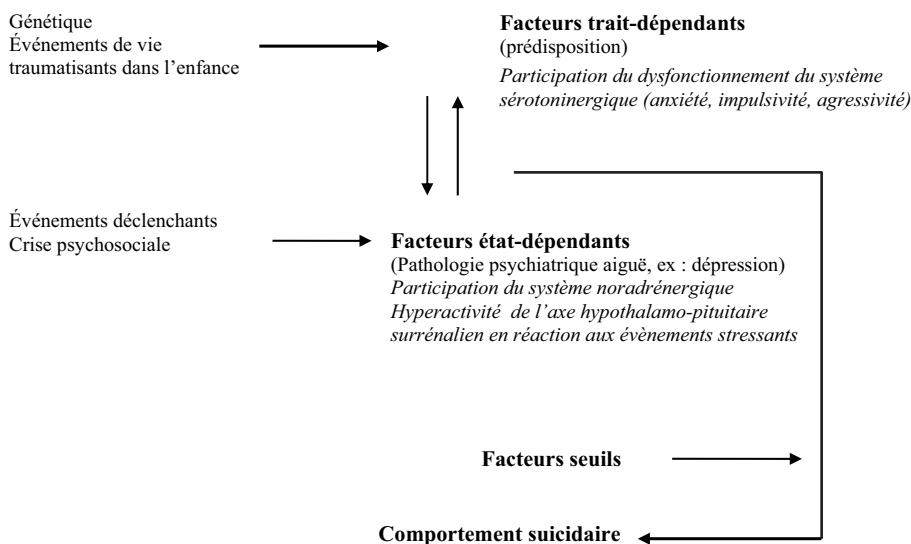 Génétique
Événements de vie
traumatisants dans l’enfance
Facteurs trait-dépendants
(prédisposition)
Participation du dysfonctionnement du système
sérotoninergique (anxiété, impulsivité, agressivité)
Événements déclenchants
Crise psychosociale
Facteurs état-dépendants
(Pathologie psychiatrique aiguë, ex : dépression)
Participation du système noradrénergique
Hyperactivité de l’axe hypothalamo-pituitaire
surrénalien en réaction aux évènements stressants
Facteurs seuils
Comportement suicidaire